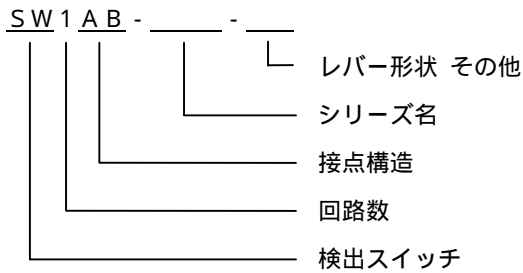 SW1AB-      -
レバー形状 その他
シリーズ名
接点構造
回路数
検出スイッチ